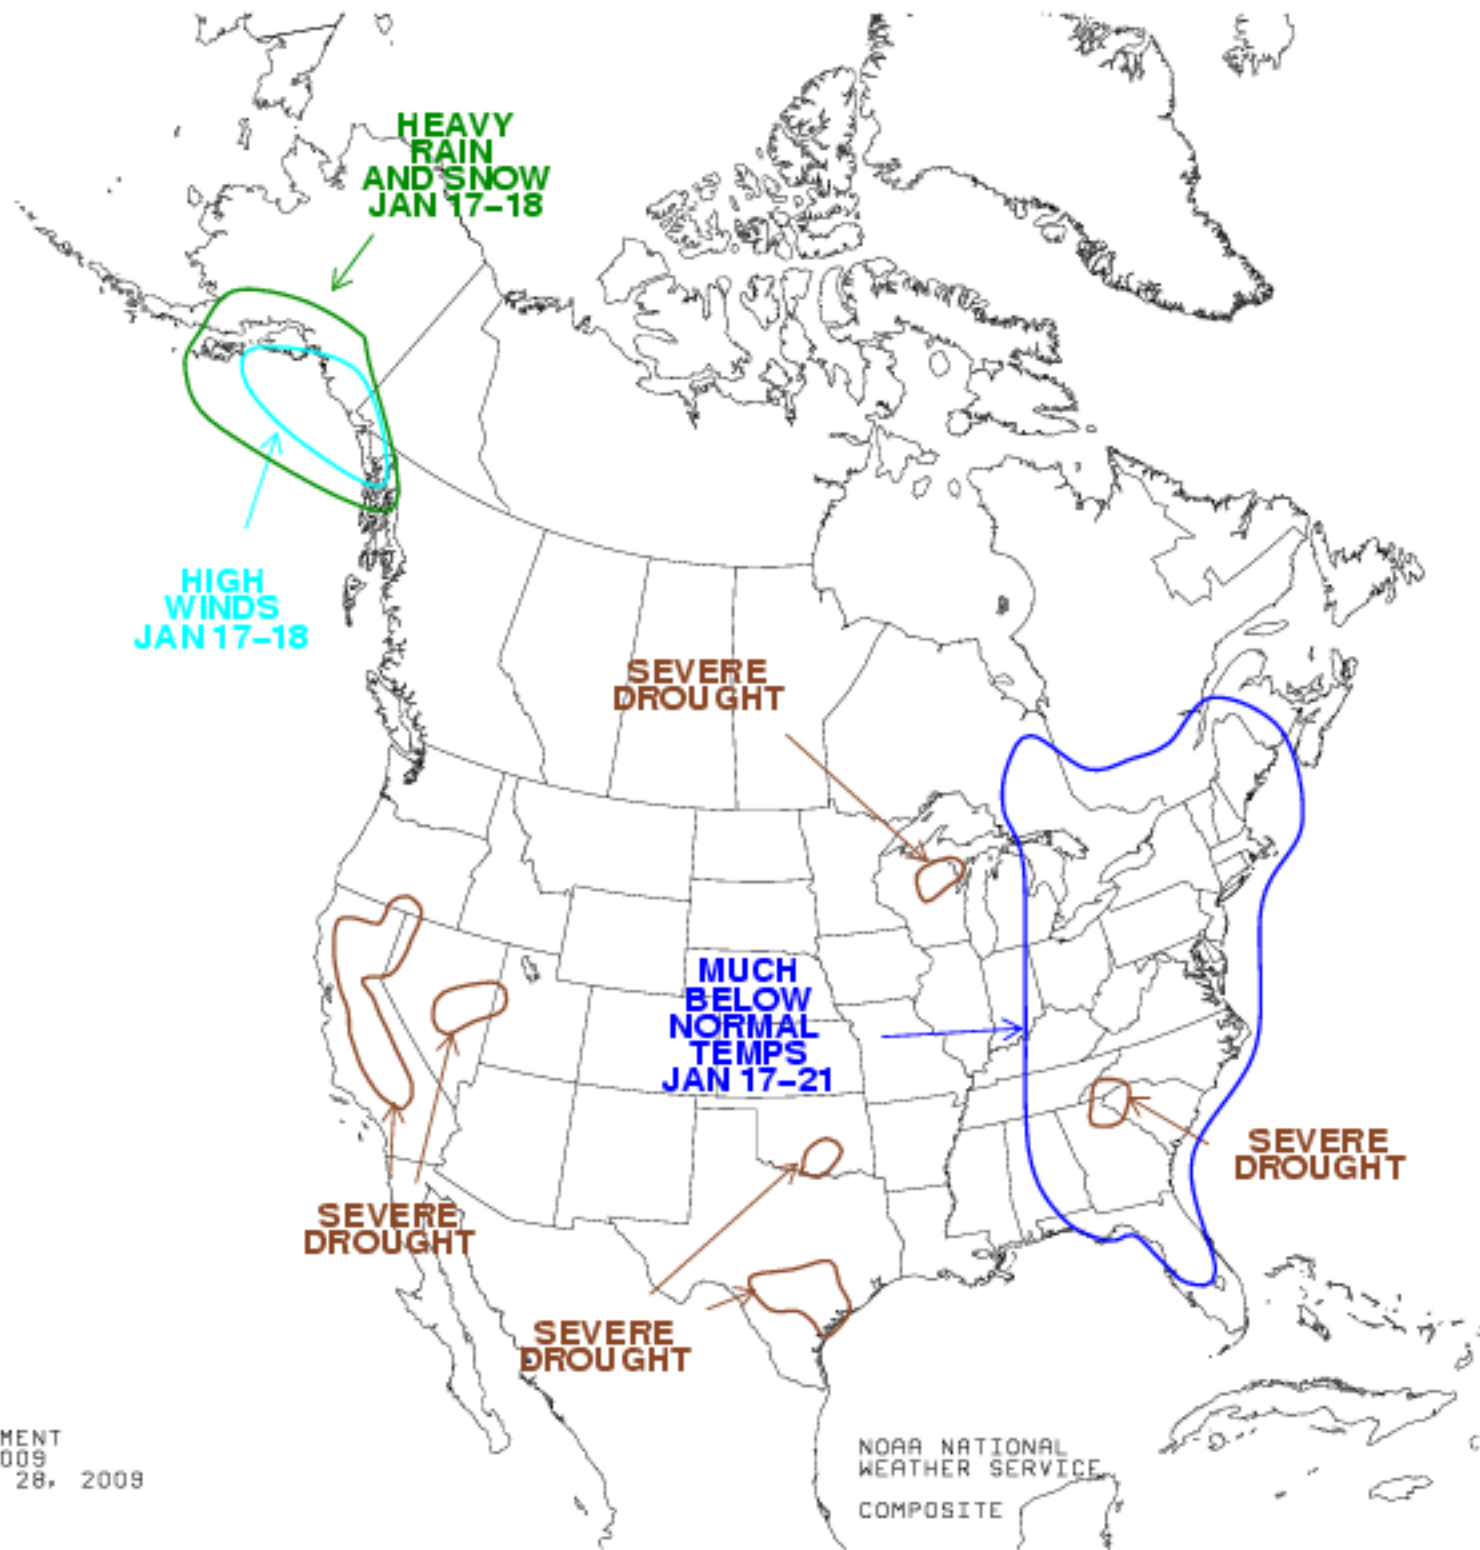 HEAVY
RAIN
AND SNOW
JAN 17-18
HIGH
WINDS
JAN 17-18
SEVERE
DROUGHT
MUCH
BELOW
NORMAL
TEMPS
JAN 17-21
SEVERE
DROUGHT
SEVERE
DROUGHT
SEVERE
DROUGHT
MENT
009
28, 2009
NOAA NATIONAL
WEATHER SERVICE
COMPOSITE